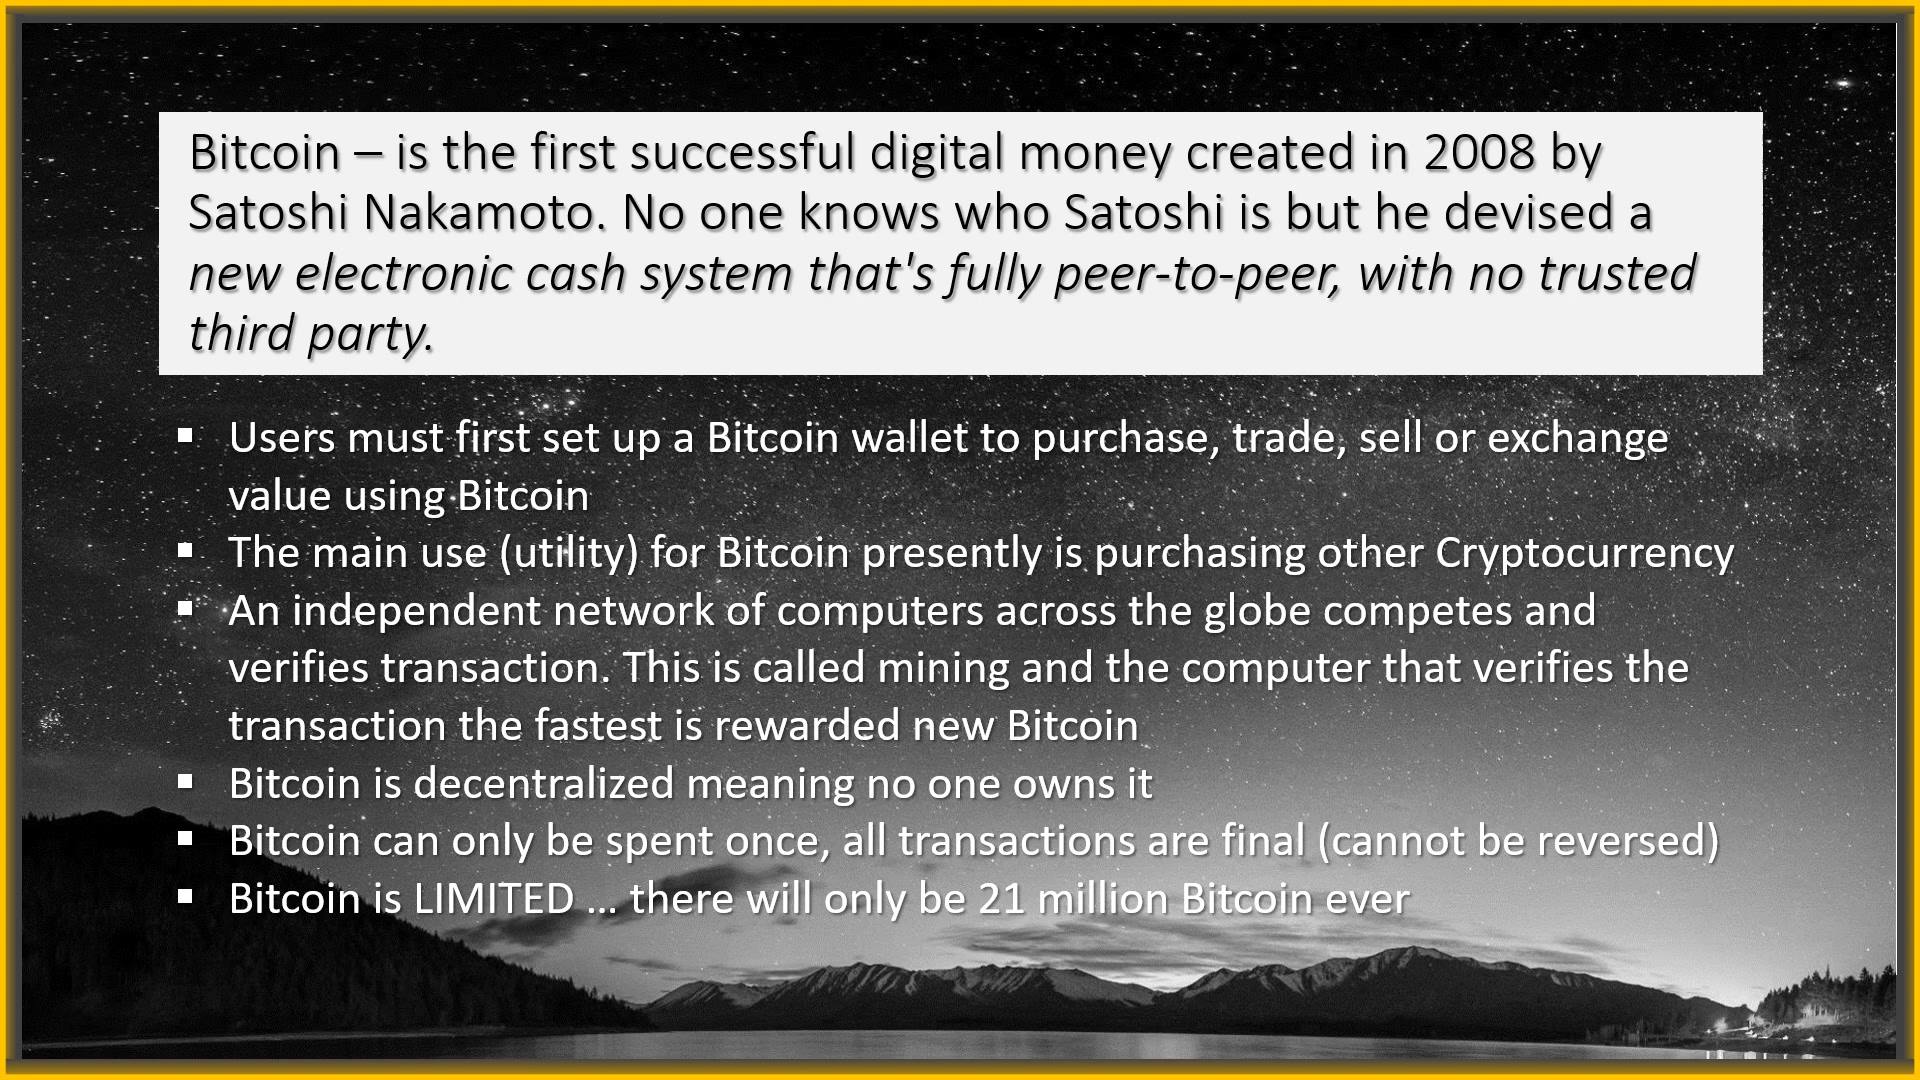 Bitcoin – is the first successful digital money created in 2008 by
Satoshi Nakamoto. No one knows who Satoshi is but he devised a
new electronic cash system that's fully peer-to-peer, with no trusted
third party.
▪ Users must first set up a Bitcoin wallet to purchase, trade, sell or exchange
value using Bitcoin
▪ The main use (utility) for Bitcoin presently is purchasing other Cryptocurrency
▪ An independent network of computers across the globe competes and
verifies transaction. This is called mining and the computer that verifies the
transaction the fastest is rewarded new Bitcoin
▪ Bitcoin is decentralized meaning no one owns it
▪ Bitcoin can only be spent once, all transactions are final (cannot be reversed)
▪ Bitcoin is LIMITED … there will only be 21 million Bitcoin ever